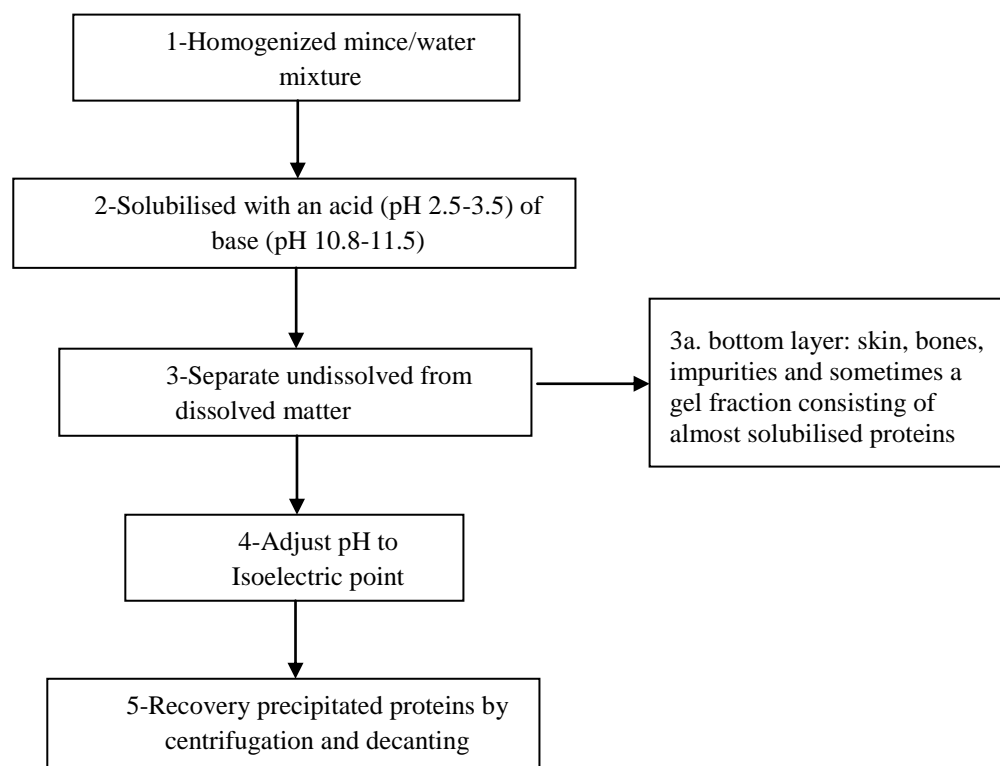 1-Homogenized mince/water
mixture
2-Solubilised with an acid (pH 2.5-3.5) of
base (pH 10.8-11.5)
3-Separate undissolved from
dissolved matter
3a. bottom layer: skin, bones,
impurities and sometimes a
gel fraction consisting of
almost solubilised proteins
4-Adjust pH to
Isoelectric point
5-Recovery precipitated proteins by
centrifugation and decanting